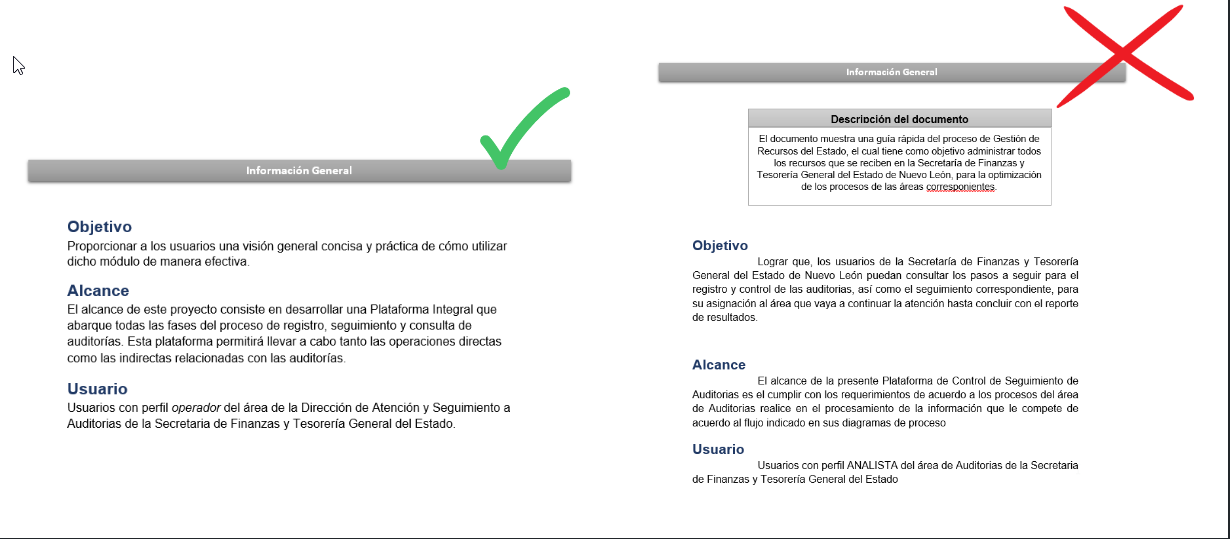 Información General
Objetivo
Proporcionar a los usuarios una visión general concisa y práctica de cómo utilizar
dicho módulo de manera efectiva.
Alcance
El alcance de este proyecto consiste en desarrollar una Plataforma Integral que
abarque todas las fases del proceso de registro, seguimiento y consulta de
auditorías. Esta plataforma permitirá llevar a cabo tanto las operaciones directas
como las indirectas relacionadas con las auditorías.
Usuario
Usuarios con perfil operador del área de la Dirección de Atención y Seguimiento a
Auditorias de la Secretaria de Finanzas y Tesorería General del Estado.
Información General
Descripción del documento
El documento muestra una guía rápida del proceso de Gestión de
Recursos del Estado, el cual tiene como objetivo administrar todos
los recursos que se reciben en la Secretaría de Finanzas y
Tesorería General del Estado de Nuevo León, para la optimización
de los procesos de las áreas correspondientes.
Objetivo
Lograr que, los usuarios de la Secretaría de Finanzas y Tesorería
General del Estado de Nuevo León puedan consultar los pasos a seguir para el
registro y control de las auditorias, así como el seguimiento correspondiente, para
su asignación al área que vaya a continuar la atención hasta concluir con el reporte
de resultados.
Alcance
El alcance de la presente Plataforma de Control de Seguimiento de
Auditorias es el cumplir con los requerimientos de acuerdo a los procesos del área
de Auditorias realice en el procesamiento de la información que le compete de
acuerdo al flujo indicado en sus diagramas de proceso
Usuario
Usuarios con perfil ANALISTA del área de Auditorias de la Secretaria
de Finanzas y Tesorería General del Estado